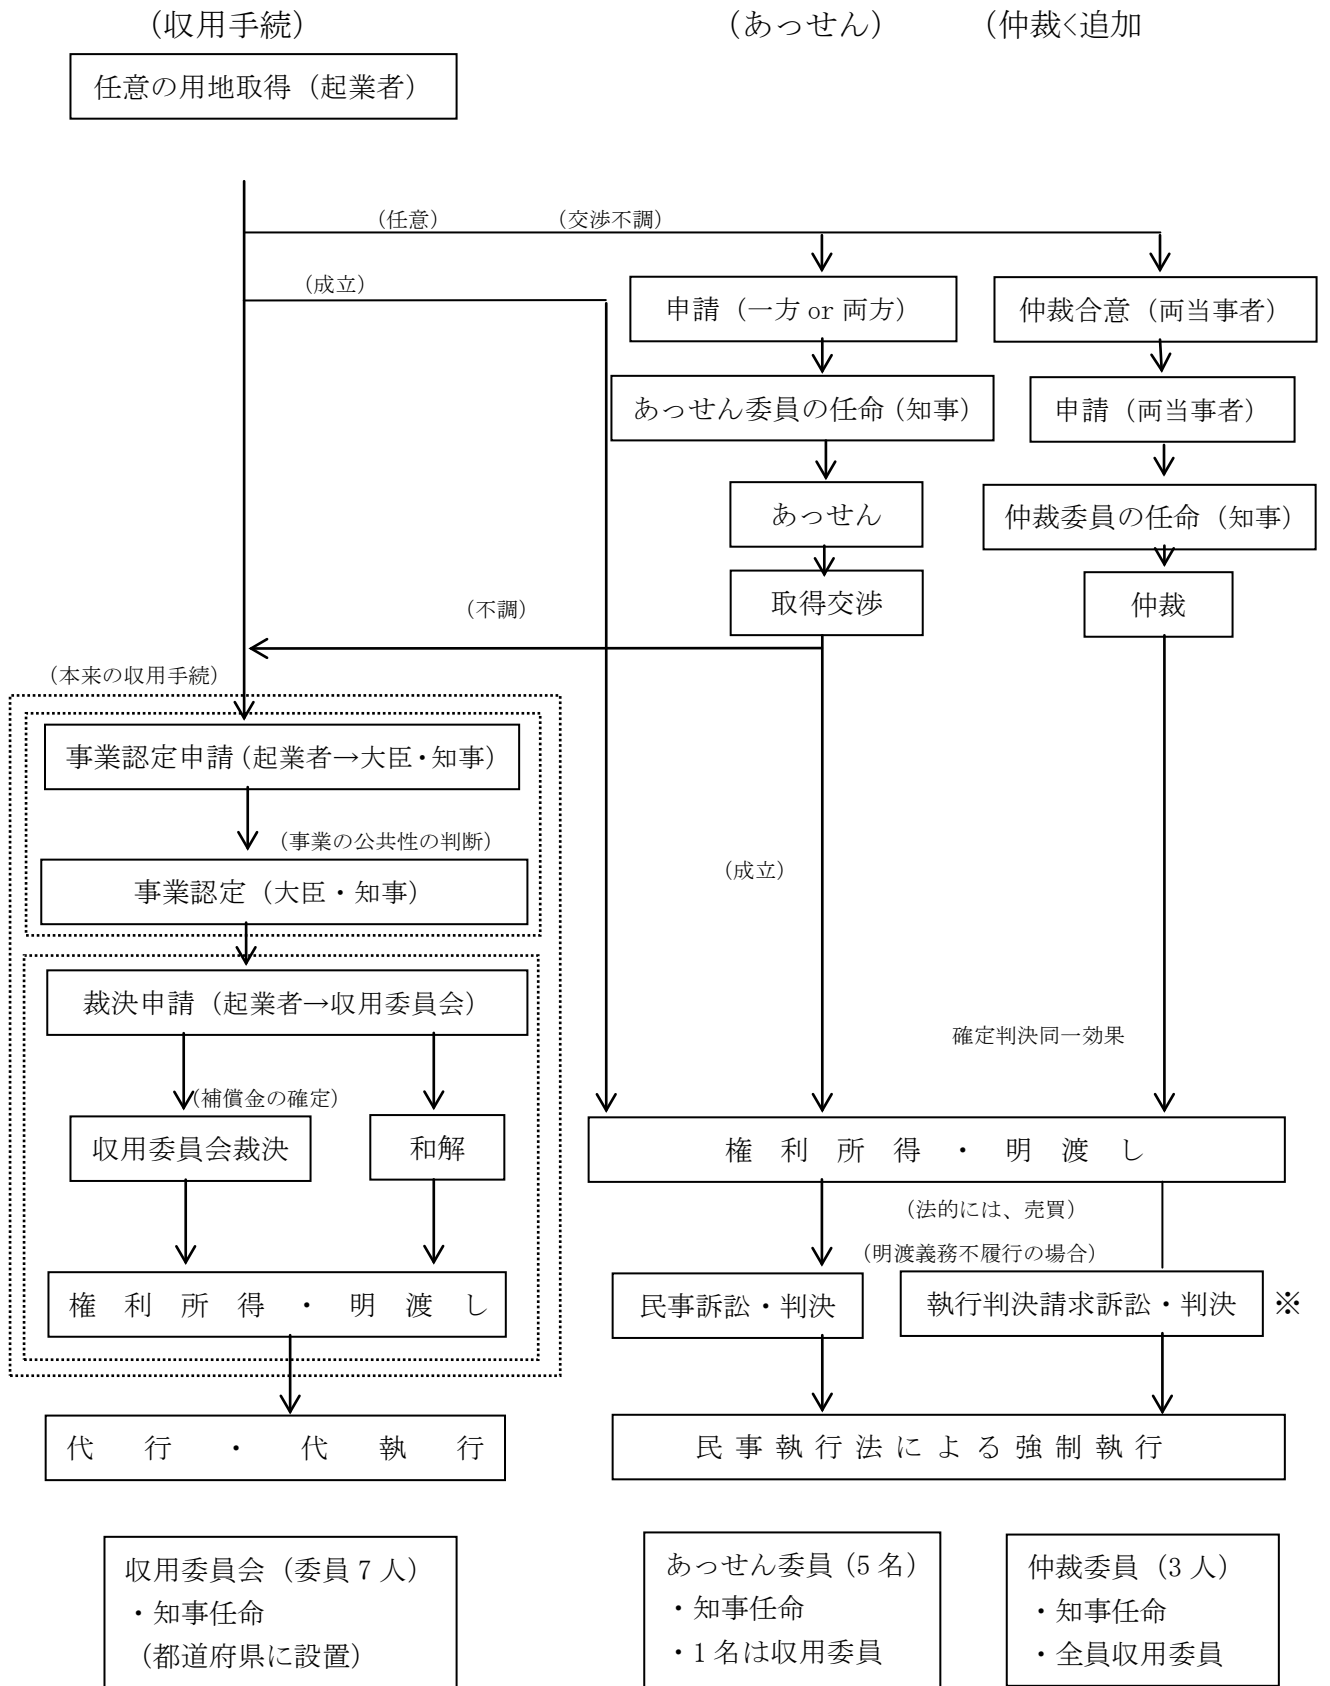 (収用手続)
(あっせん)
(仲裁<追加
任意の用地取得（起業者）
（任意）
（交渉不調）
（成立）
申請（一方 or 両方）
仲裁合意（両当事者）
あっせん委員の任命（知事）
申請（両当事者）
あっせん
仲裁委員の任命（知事）
（不調）
取得交渉
仲裁
（本来の収用手続）
事業認定申請（起業者→大臣・知事）
（事業の公共性の判断）
事業認定（大臣・知事）
（成立）
裁決申請（起業者→収用委員会）
確定判決同一効果
（補償金の確定）
収用委員会裁決
和解
権利所得・明渡し
（法的には、売買）
（明渡義務不履行の場合）
権利所得・明渡し
民事訴訟・判決
執行判決請求訴訟・判決
※
代行・代執行
民事執行法による強制執行
収用委員会（委員 7 人）
・知事任命
（都道府県に設置）
あっせん委員（5 名）
・知事任命
・1 名は収用委員
仲裁委員（3 人）
・知事任命
・全員収用委員